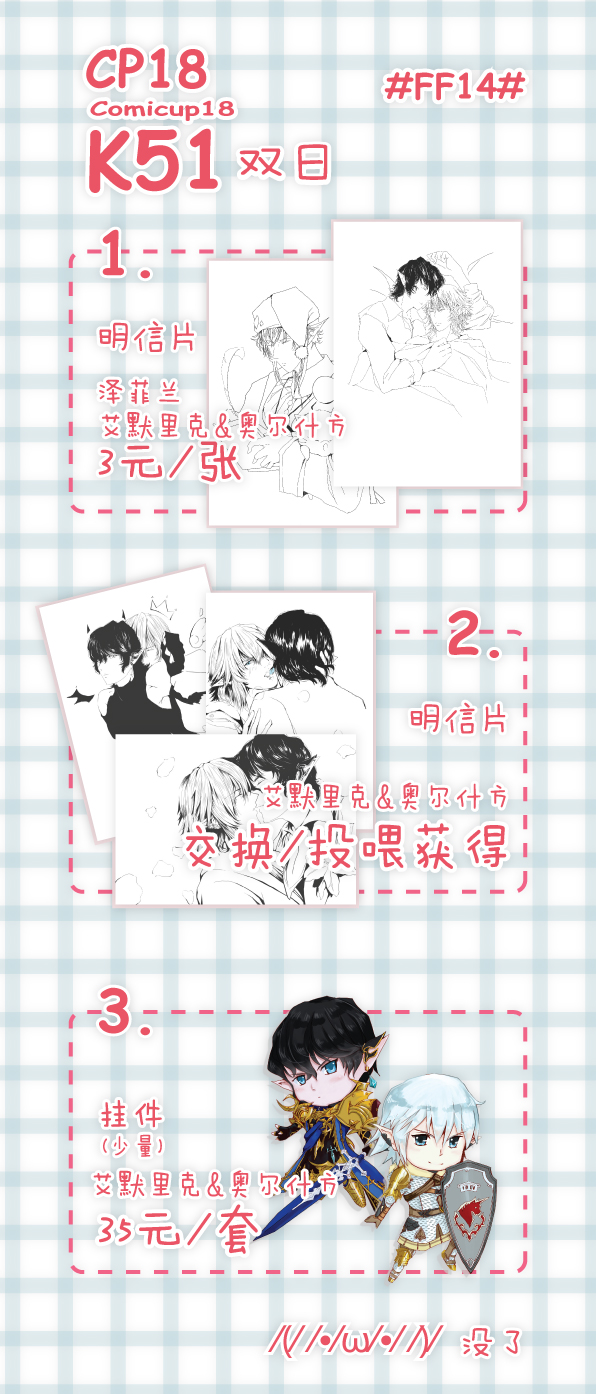 CP18
#FF14#
Comicup18
K51 双日
1.
明信片
泽菲兰
艾默里克&奥尔什方
3元/张
2.
明信片
艾默里克&奥尔什方
交换/投喂获得
3.
挂件
(少量)
艾默里克&奥尔什方
35元/套
/(/ /•/ω/•/ /)/ 没了